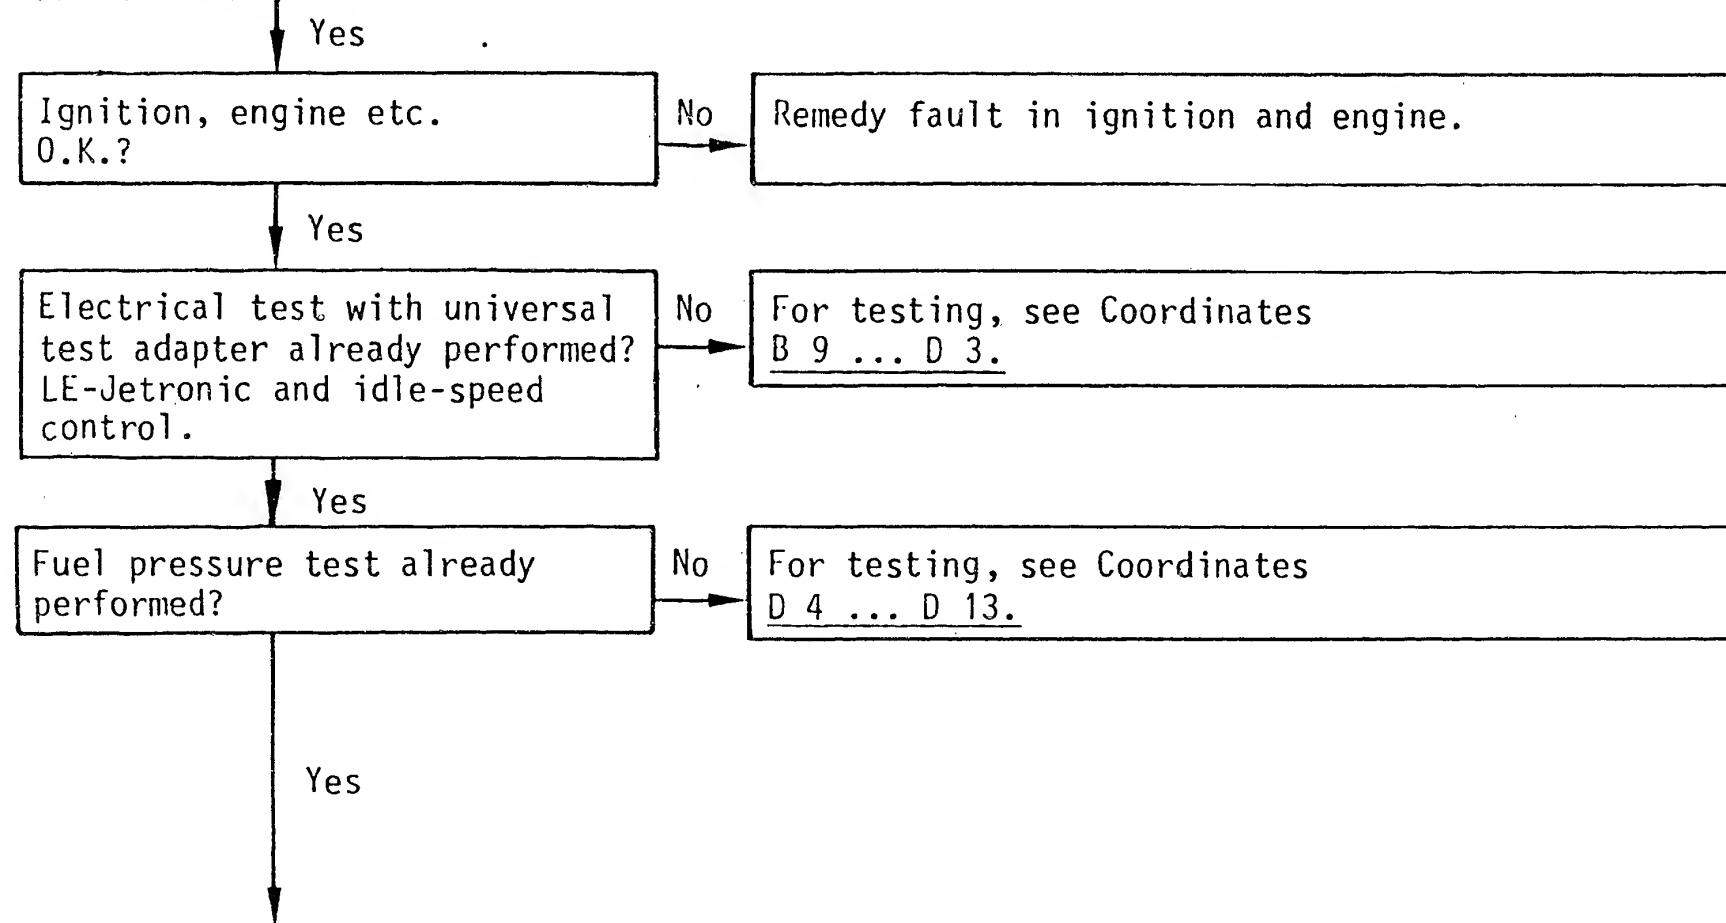 Yes
Ignition, engine etc.
O.K.?
No
Remedy fault in ignition and engine.
Yes
Electrical test with universal
test adapter already performed?
LE-Jetronic and idle-speed
control.
No
For testing, see Coordinates
B 9 ... D 3.
Yes
Fuel pressure test already
performed?
No
For testing, see Coordinates
D 4 ... D 13.
Yes